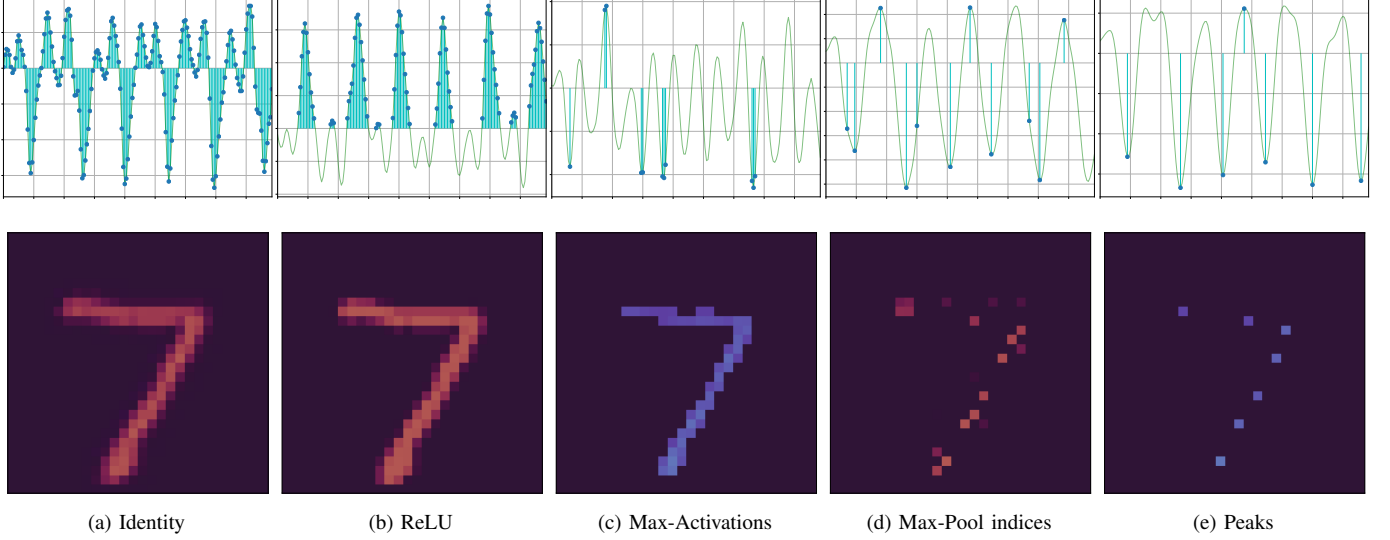 (a) Identity
(b) ReLU
(c) Max-Activations
(d) Max-Pool indices
(e) Peaks